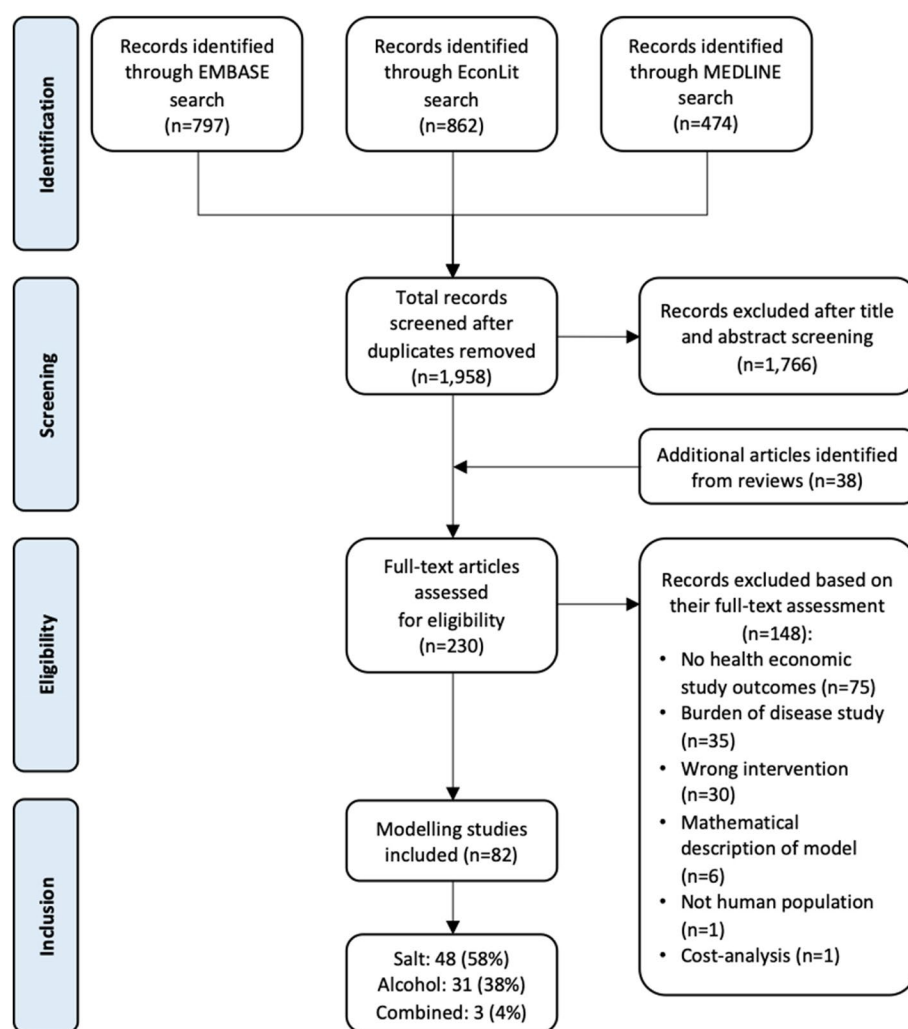 Identification
Records identified
through EMBASE
search
(n=797)
Records identified
through EconLit
search
(n=862)
Records identified
through MEDLINE
search
(n=474)
Screening
Total records
screened after
duplicates removed
(n=1,958)
Records excluded after title
and abstract screening
(n=1,766)
Additional articles identified
from reviews (n=38)
Eligibility
Full-text articles
assessed
for eligibility
(n=230)
Records excluded based on
their full-text assessment
(n=148):
• No health economic
study outcomes (n=75)
• Burden of disease study
(n=35)
• Wrong intervention
(n=30)
• Mathematical
description of model
(n=6)
• Not human population
(n=1)
• Cost-analysis (n=1)
Inclusion
Modelling studies
included (n=82)
Salt: 48 (58%)
Alcohol: 31 (38%)
Combined: 3 (4%)